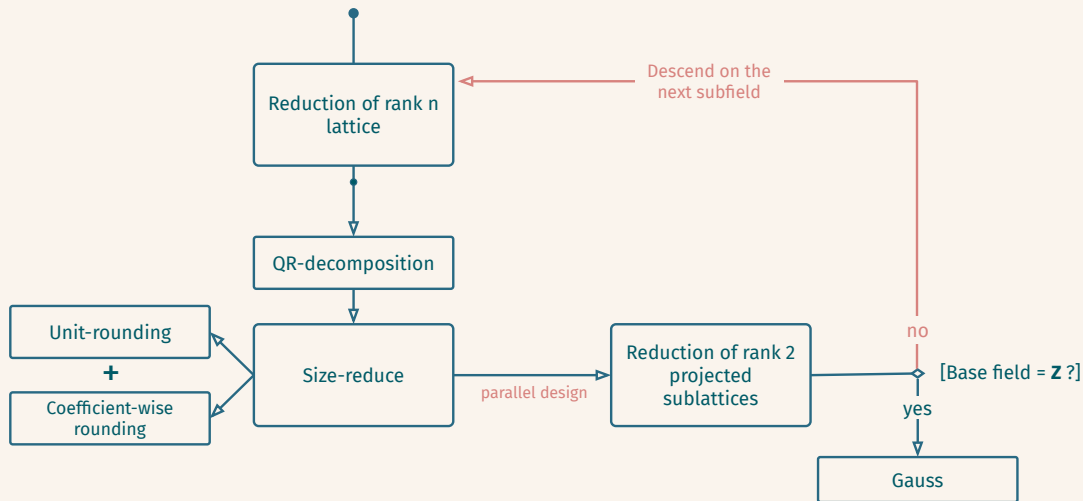 Descend on the
next subfield
Reduction of rank n
lattice
QR-decomposition
Unit-rounding
+
Coefficient-wise
rounding
Size-reduce
parallel design
Reduction of rank 2
projected
sublattices
no
[Base field = Z ?]
yes
Gauss